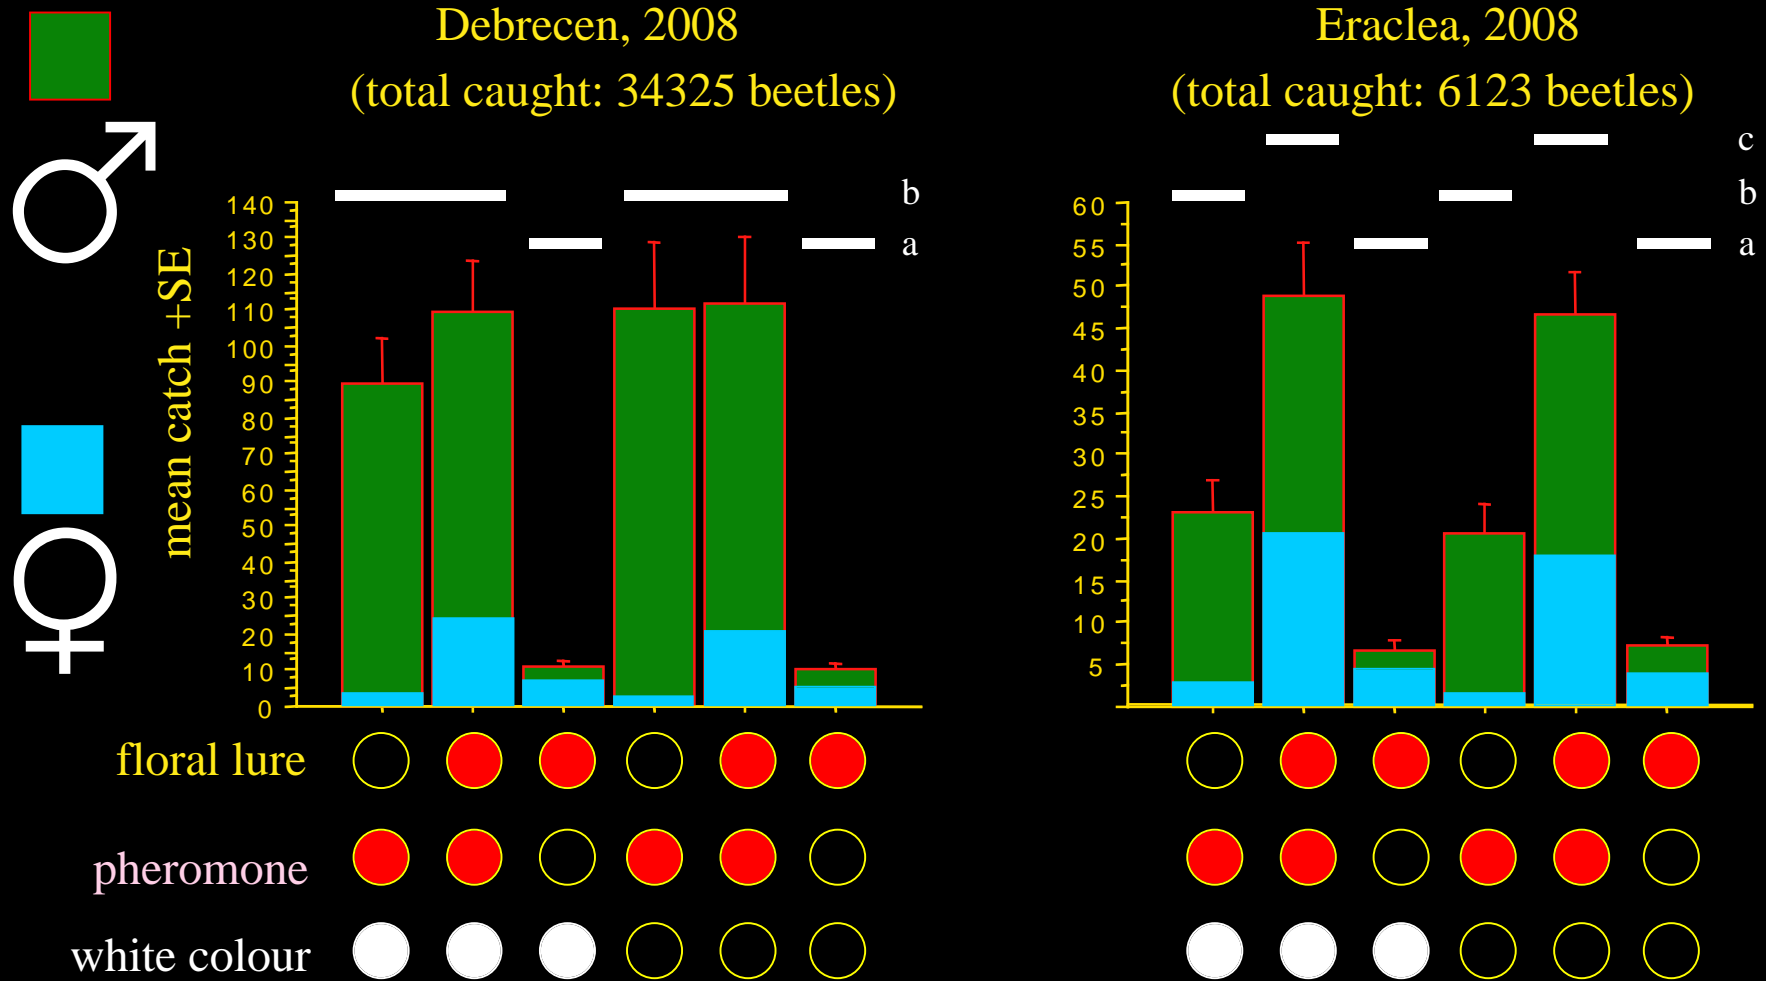 Debrecen, 2008
(total caught: 34325 beetles)
Eraclea, 2008
(total caught: 6123 beetles)
mean catch +SE
140
130
120
110
100
90
80
70
60
50
40
30
20
10
0
b
a
60
55
50
45
40
35
30
25
20
15
10
5
c
b
a
floral lure
pheromone
white colour